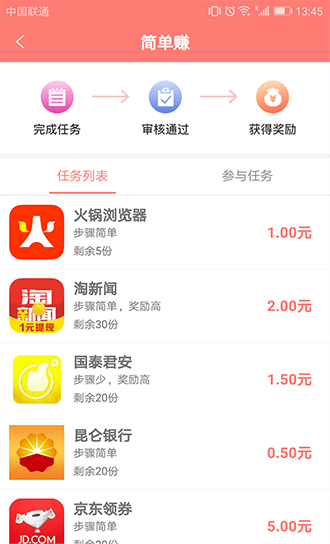 中国联通 13:45
简单赚
完成任务 审核通过 获得奖励
任务列表 参与任务
火锅浏览器
步骤简单
剩余5份
1.00元
淘新闻
步骤简单，奖励高
剩余30份
2.00元
淘
新闻
1元提现
国泰君安
步骤少，奖励高
剩余20份
1.50元
昆仑银行
步骤简单
剩余20份
0.50元
京东领券
步骤简单
5.00元
JD.COM